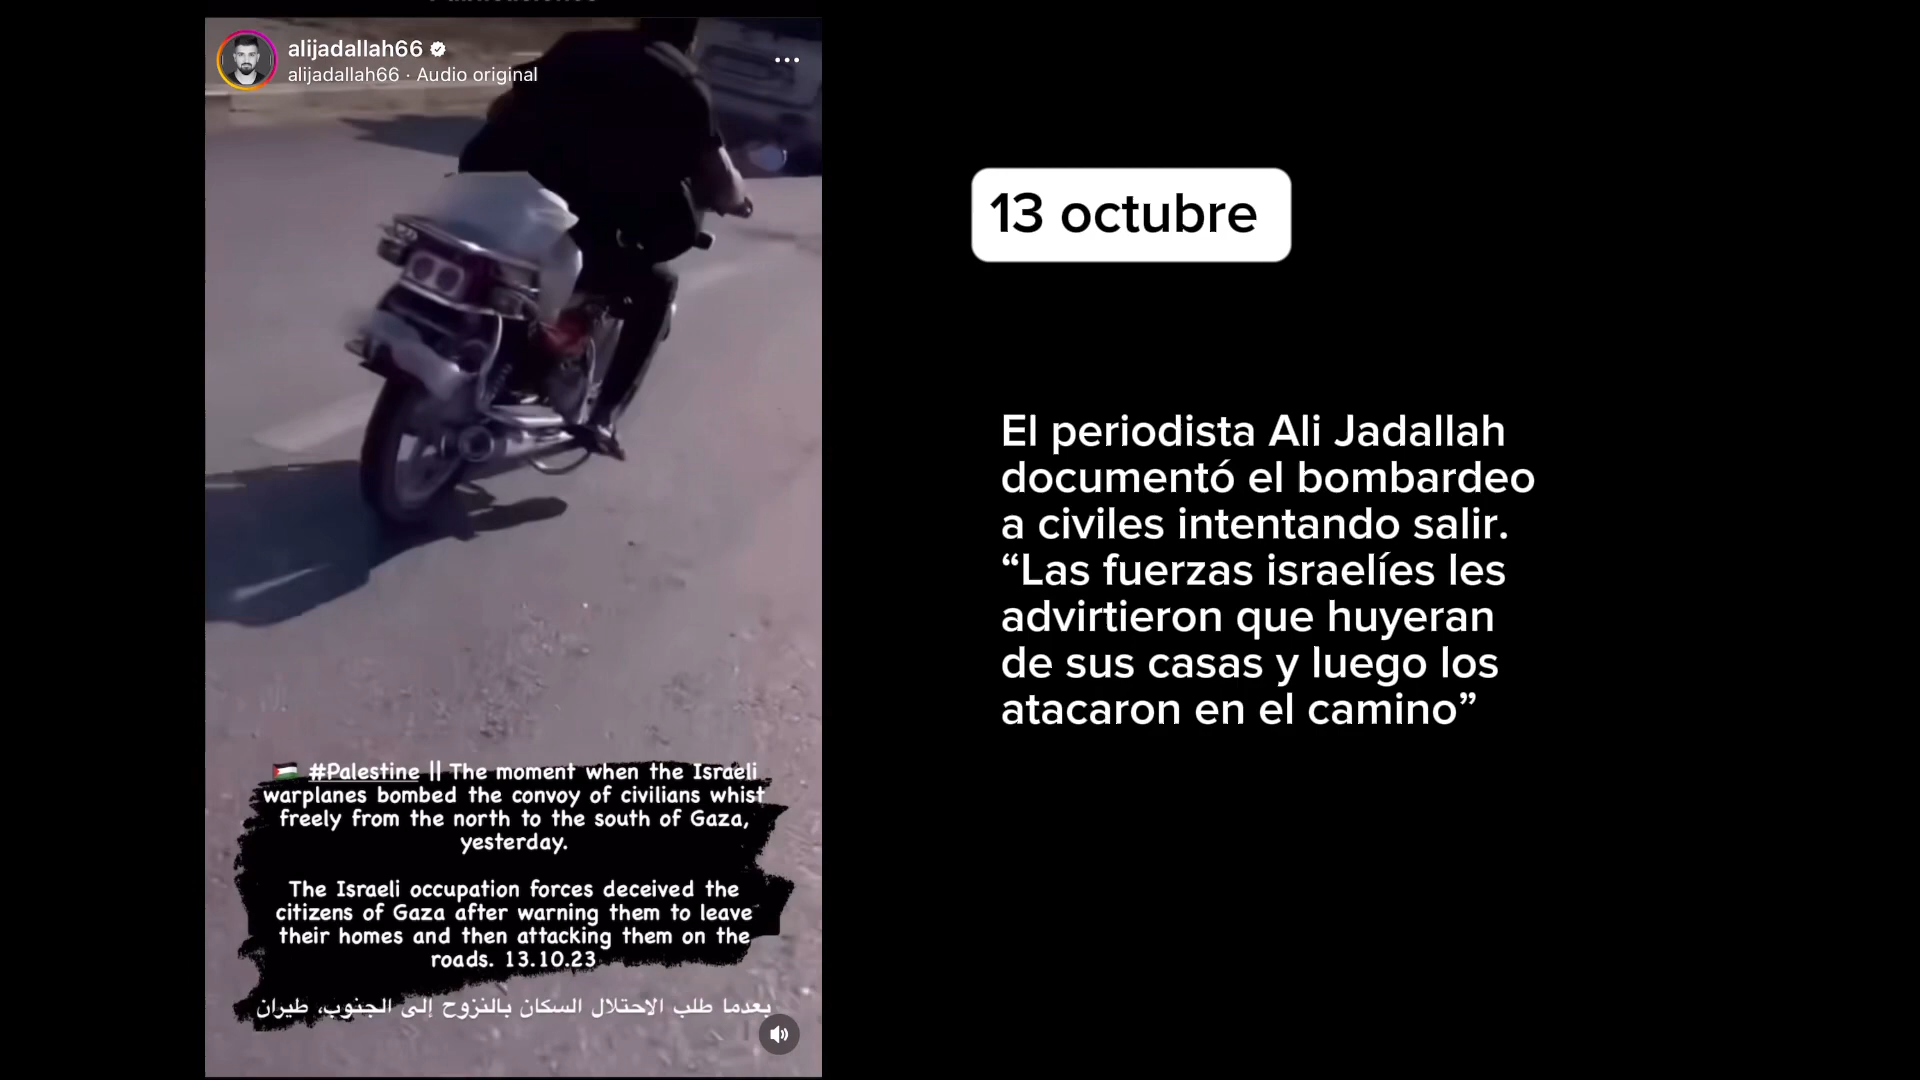 alijadallah66
alijadallah66 · Audio original
13 octubre
El periodista Ali Jadallah
documentó el bombardeo
a civiles intentando salir.
“Las fuerzas israelíes les
advirtieron que huyeran
de sus casas y luego los
atacaron en el camino”
🇵🇸 #Palestine || The moment when the Israeli
warplanes bombed the convoy of civilians whist
freely from the north to the south of Gaza,
yesterday.
The Israeli occupation forces deceived the
citizens of Gaza after warning them to leave
their homes and then attacking them on the
roads. 13.10.23
بعدما طلب الاحتلال السكان بالنزوح إلى الجنوب، طيران